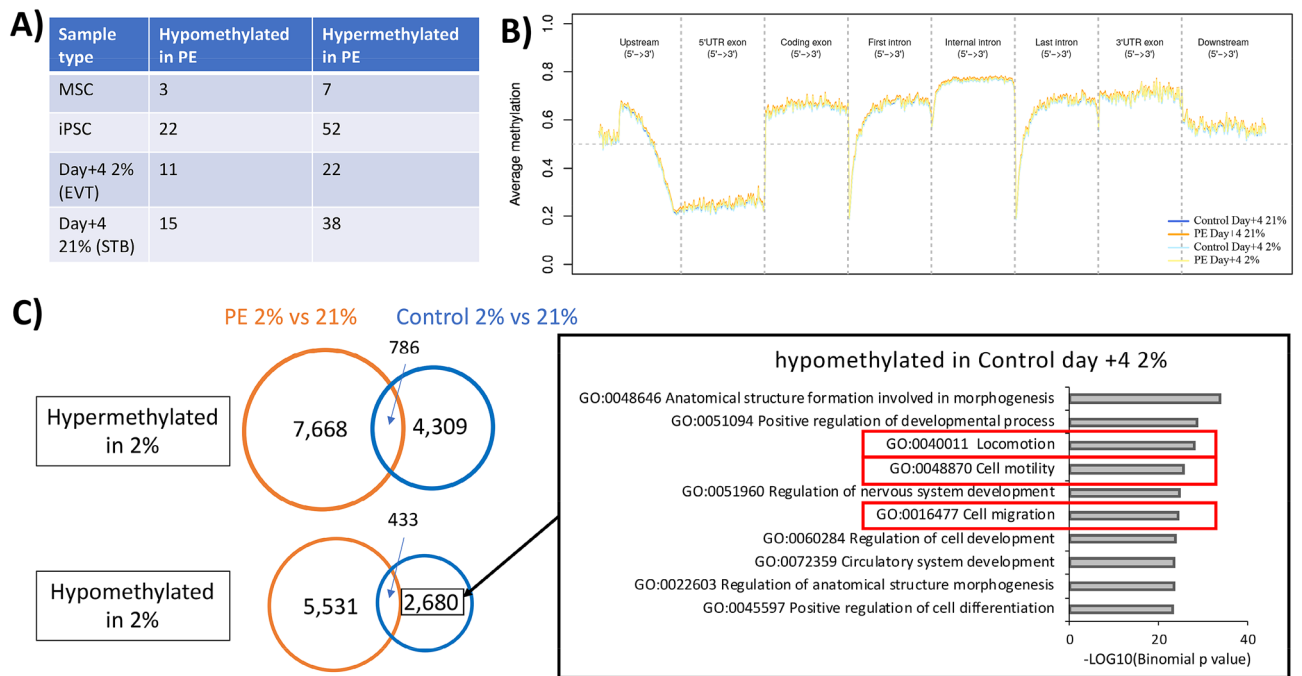 A)
Sample type
Hypomethylated in PE
Hypermethylated in PE
MSC
3
7
iPSC
22
52
Day+4 2% (EVT)
11
22
Day+4 21% (STB)
15
38
B)
Average methylation
1.0
0.8
0.6
0.4
0.2
0.0
Upstream
(5'->3')
5'UTR exon
(5'->3')
Coding exon
(5'->3')
First intron
(5'->3')
Internal intron
(5'->3')
Last intron
(5'->3')
3'UTR exon
(5'->3')
Downstream
(5'->3')
Control Day+4 21%
PE Day+4 21%
Control Day+4 2%
PE Day+4 2%
C)
PE 2% vs 21%
Control 2% vs 21%
786
Hypermethylated
in 2%
7,668
4,309
433
Hypomethylated
in 2%
5,531
2,680
hypomethylated in Control day +4 2%
GO:0048646 Anatomical structure formation involved in morphogenesis
GO:0051094 Positive regulation of developmental process
GO:0040011 Locomotion
GO:0048870 Cell motility
GO:0051960 Regulation of nervous system development
GO:0016477 Cell migration
GO:0060284 Regulation of cell development
GO:0072359 Circulatory system development
GO:0022603 Regulation of anatomical structure morphogenesis
GO:0045597 Positive regulation of cell differentiation
0
20
40
-LOG10(Binomial p value)